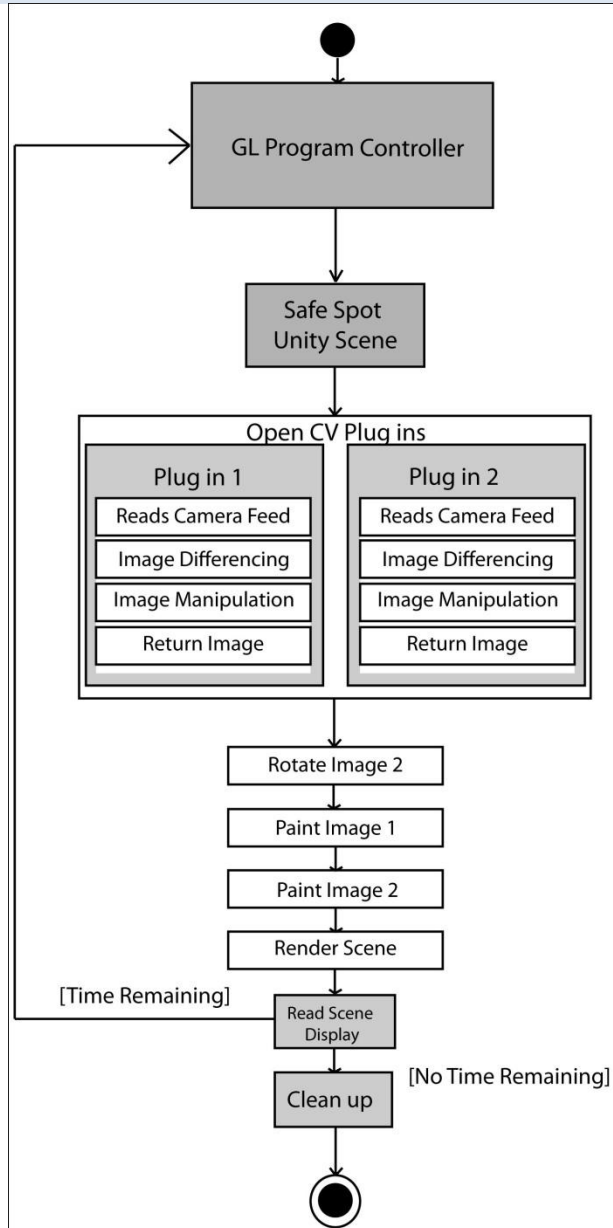 GL Program Controller
Safe Spot
Unity Scene
Open CV Plug ins
Plug in 1
Reads Camera Feed
Image Differencing
Image Manipulation
Return Image
Plug in 2
Reads Camera Feed
Image Differencing
Image Manipulation
Return Image
Rotate Image 2
Paint Image 1
Paint Image 2
Render Scene
[Time Remaining]
Read Scene
Display
[No Time Remaining]
Clean up